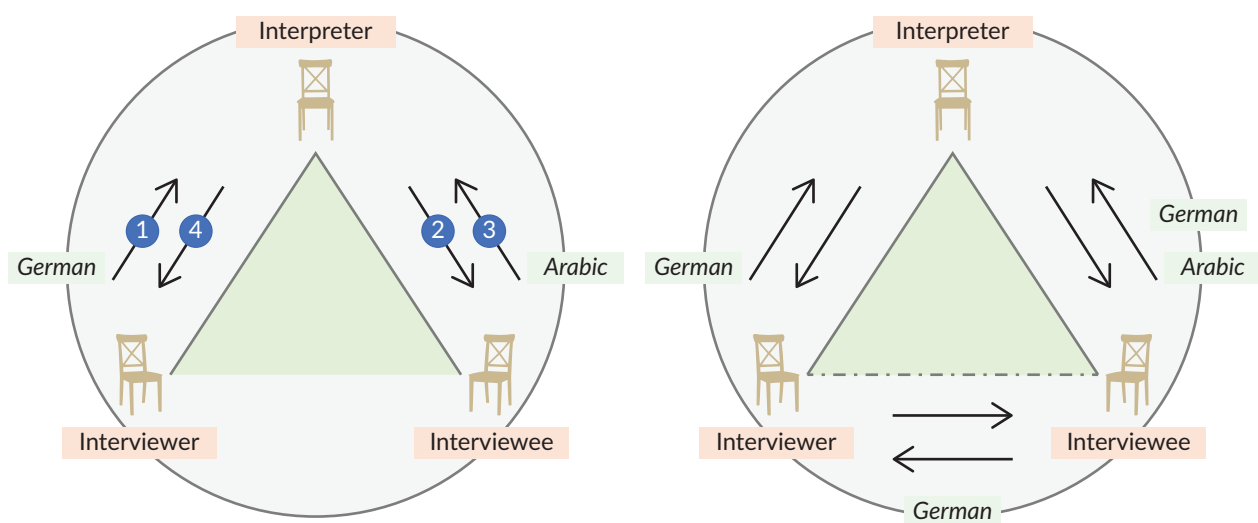 Interpreter
1
4
2
3
German
Arabic
Interviewer
Interviewee
Interpreter
German
German
Arabic
Interviewer
Interviewee
German